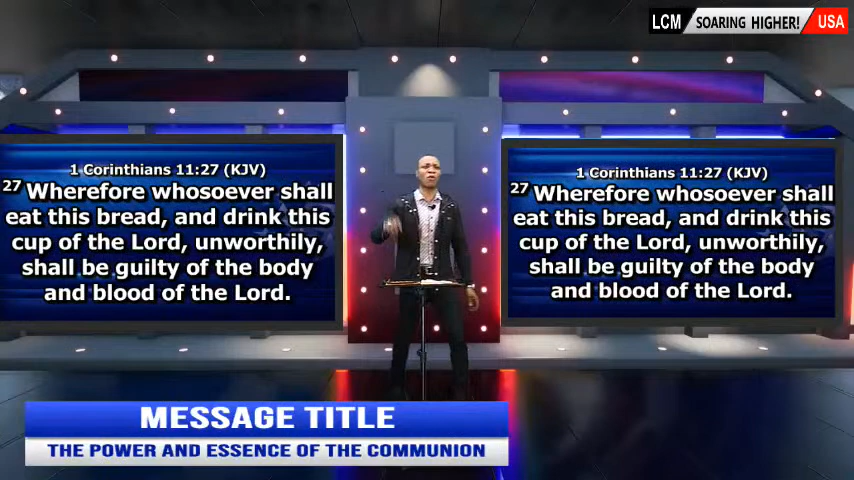 LCM SOARING HIGHER! USA
1 Corinthians 11:27 (KJV)
27 Wherefore whosoever shall
eat this bread, and drink this
cup of the Lord, unworthily,
shall be guilty of the body
and blood of the Lord.
1 Corinthians 11:27 (KJV)
27 Wherefore whosoever shall
eat this bread, and drink this
cup of the Lord, unworthily,
shall be guilty of the body
and blood of the Lord.
MESSAGE TITLE
THE POWER AND ESSENCE OF THE COMMUNION